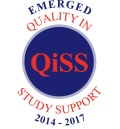 EMERGED
QUALITY IN
QiSS
STUDY SUPPORT
2014 - 2017